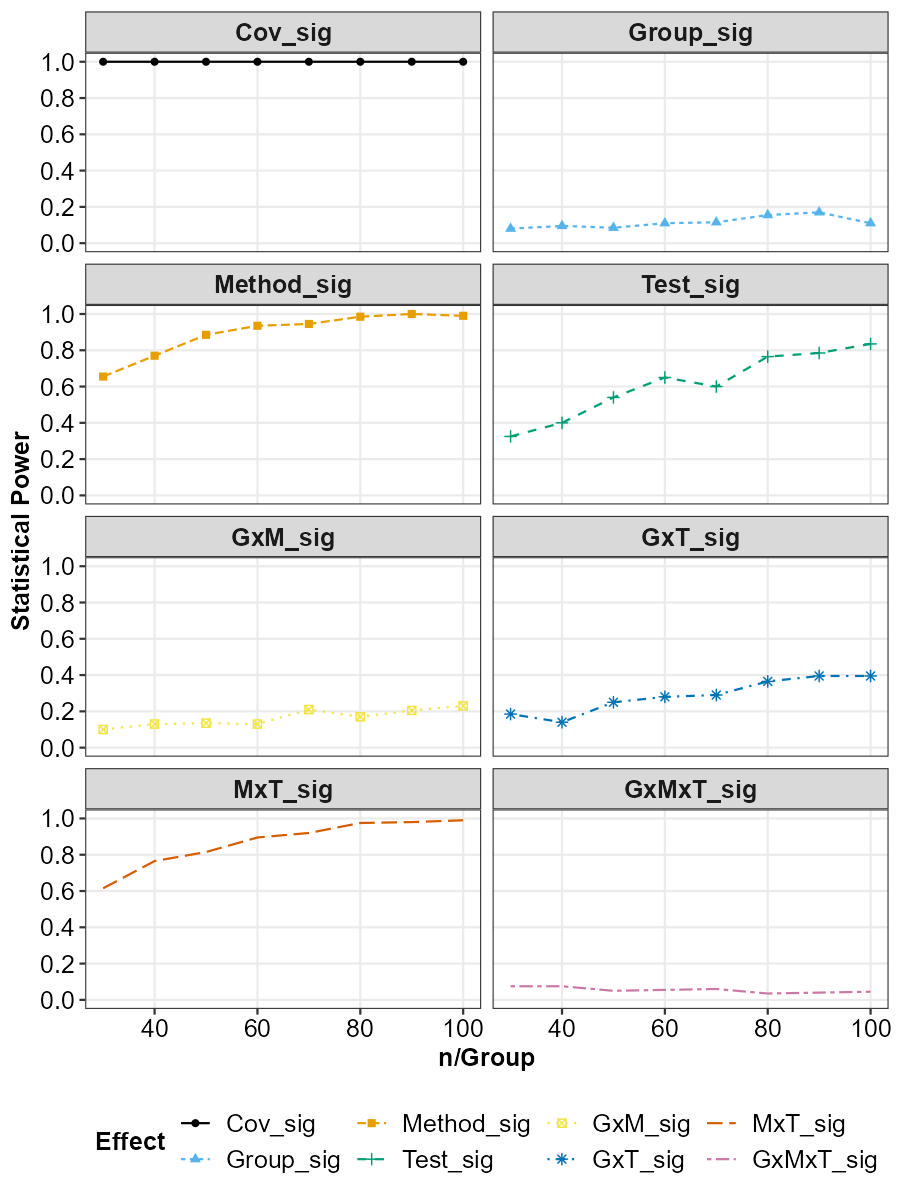 Cov_sig Group_sig
1.0
0.8
0.6
0.4
0.2
0.0
Method_sig Test_sig
1.0
0.8
0.6
0.4
0.2
0.0
Statistical Power
GxM_sig GxT_sig
1.0
0.8
0.6
0.4
0.2
0.0
MxT_sig GxMxT_sig
1.0
0.8
0.6
0.4
0.2
0.0
40 60 80 100 40 60 80 100
n/Group
Effect
Cov_sig Method_sig GxM_sig MxT_sig
Group_sig Test_sig GxT_sig GxMxT_sig